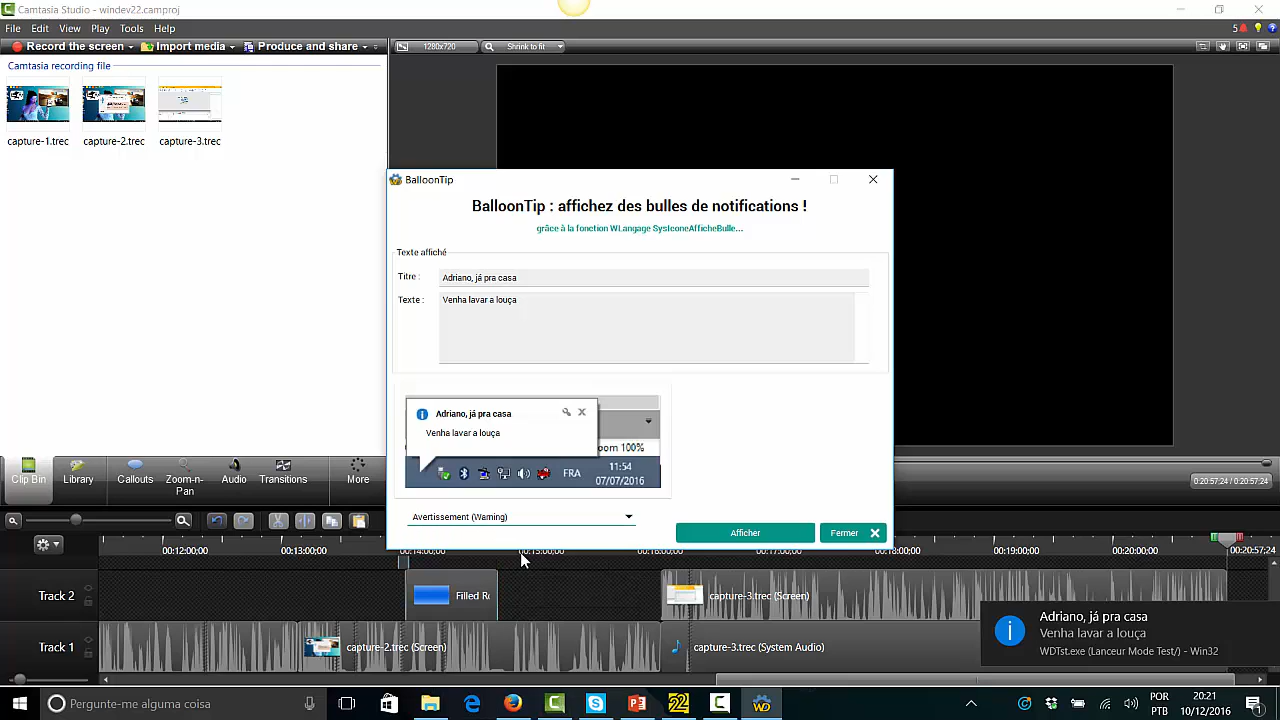 Camtasia Studio - windev22.camproj
File Edit View Play Tools Help
5
Record the screen Import media Produce and share
1280x720 Shrink to fit
Camtasia recording file
capture-1.trec capture-2.trec capture-3.trec
BalloonTip
BalloonTip : affichez des bulles de notifications !
grâce à la fonction WLangage SysIconeAfficheBulle...
Texte affiché
Titre : Adriano, já pra casa
Texte : Venha lavar a louça
Adriano, já pra casa
Venha lavar a louça
oom 100%
FRA 11:54
07/07/2016
Avertissement (Warning)
Afficher Fermer
Clip Bin Library Callouts Zoom-n-Pan Audio Transitions More
0:20:57;24 / 0:20:57;24
00:12:00;00 00:13:00;00 00:14:00;00 00:15:00;00 00:16:00;00 00:17:00;00 00:18:00;00 00:19:00;00 00:20:00;00 00:20:57;24
Track 2 Filled Ro capture-3.trec (Screen)
Track 1 capture-2.trec (Screen) capture-3.trec (System Audio)
Adriano, já pra casa
Venha lavar a louça
WDTst.exe (Lanceur Mode Test/) - Win32
Pergunte-me alguma coisa
22
WD
POR
PTB
20:21
10/12/2016
1